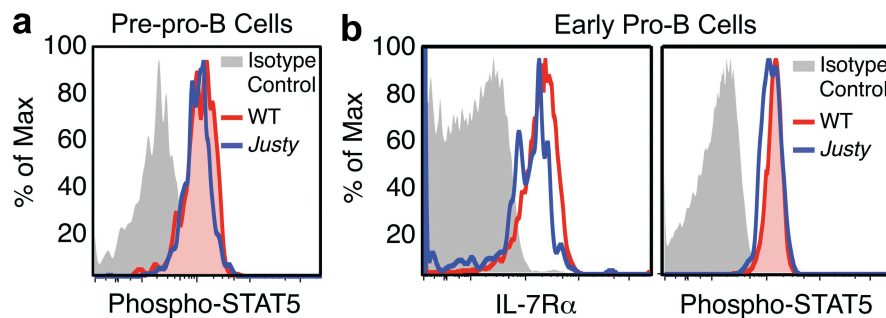 a Pre-pro-B Cells
% of Max
100
80
60
40
20
Isotype
Control
WT
Justy
Phospho-STAT5
b Early Pro-B Cells
% of Max
100
80
60
40
20
IL-7Rα
Isotype
Control
WT
Justy
Phospho-STAT5